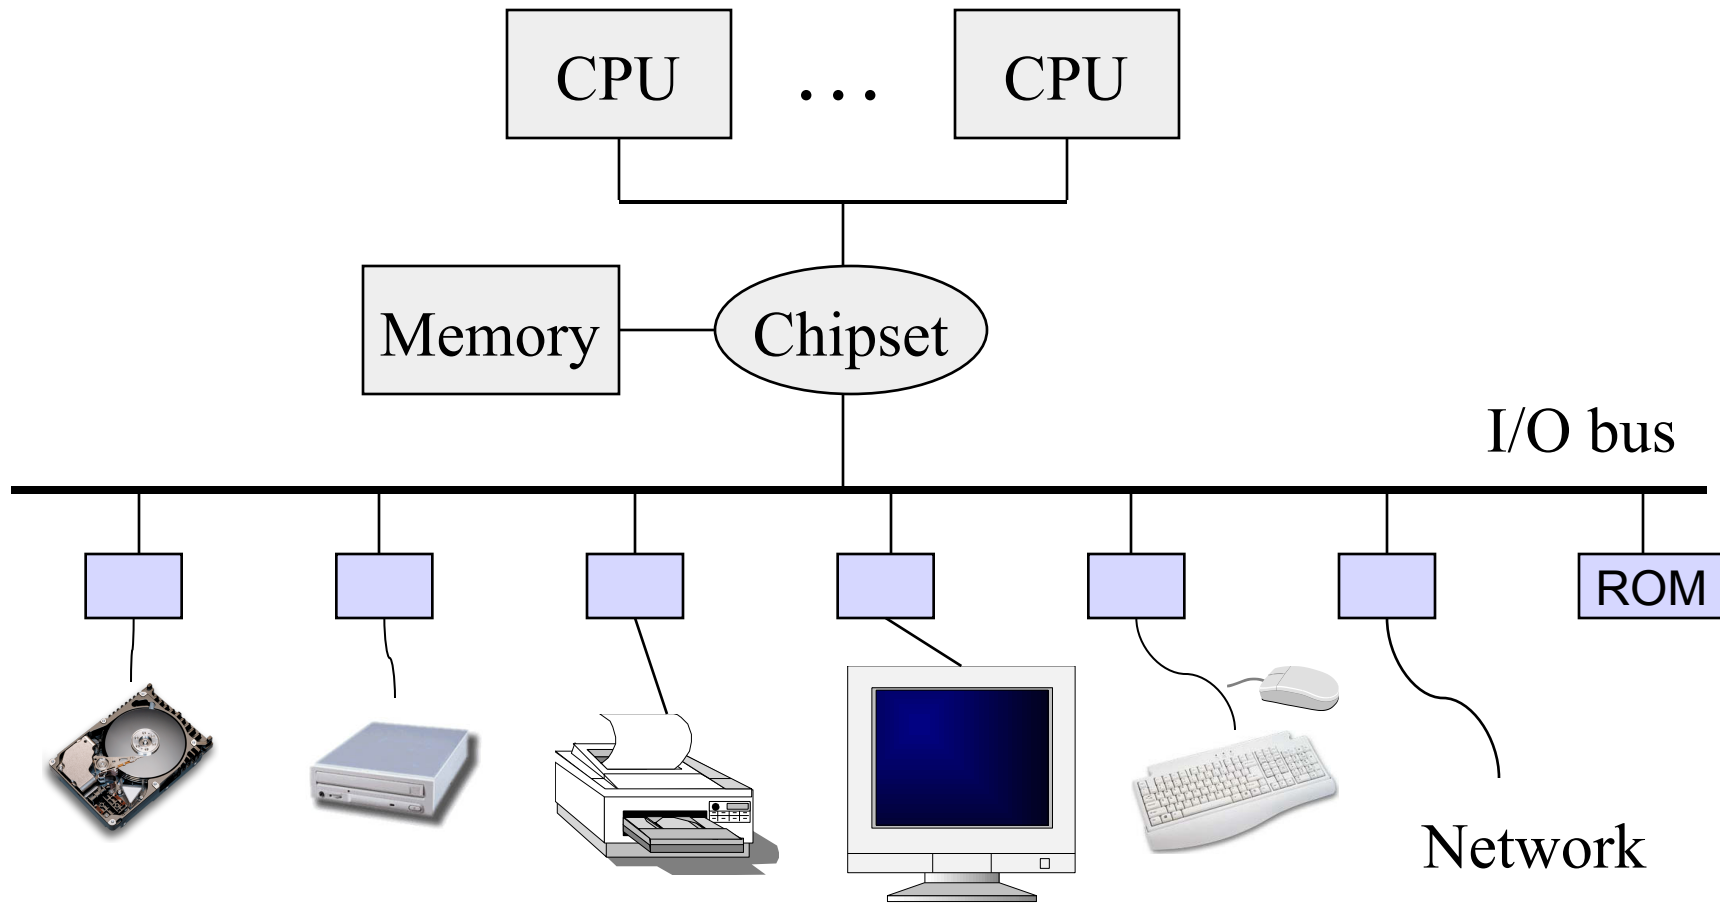 CPU … CPU
Memory
Chipset
I/O bus
ROM
Network